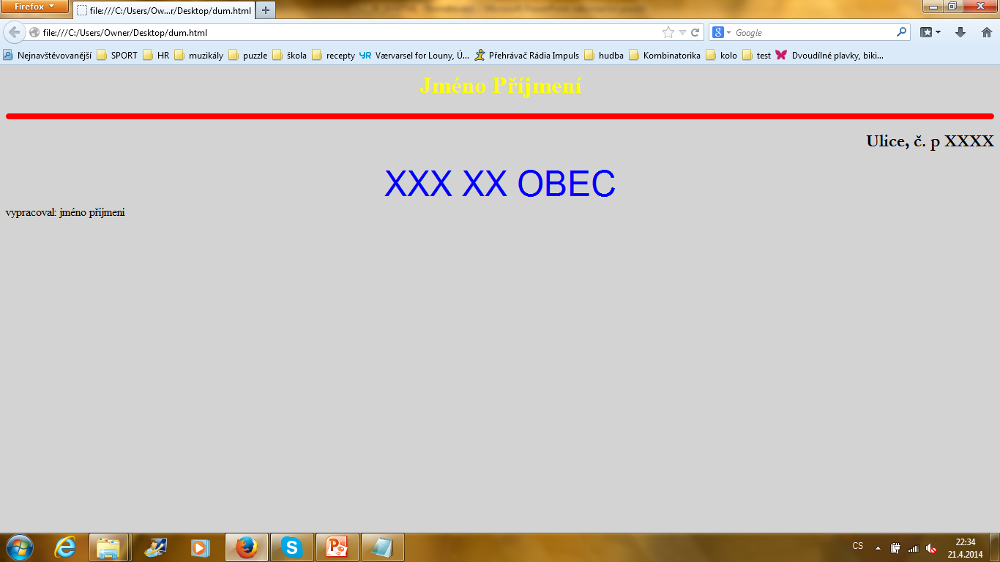 Firefox
file:///C:/Users/Ow...r/Desktop/dum.html
file:///C:/Users/Owner/Desktop/dum.html
Google
Nejnavštěvovanější SPORT HR muzikály puzzle škola recepty Værvarsel for Louny, Ú... Přehrávač Rádia Impuls hudba Kombinatorika kolo test Dvoudílné plavky, biki...
Jméno Příjmení
Ulice, č. p XXXX
XXX XX OBEC
vypracoval: jméno příjmení
CS
22:34
21.4.2014